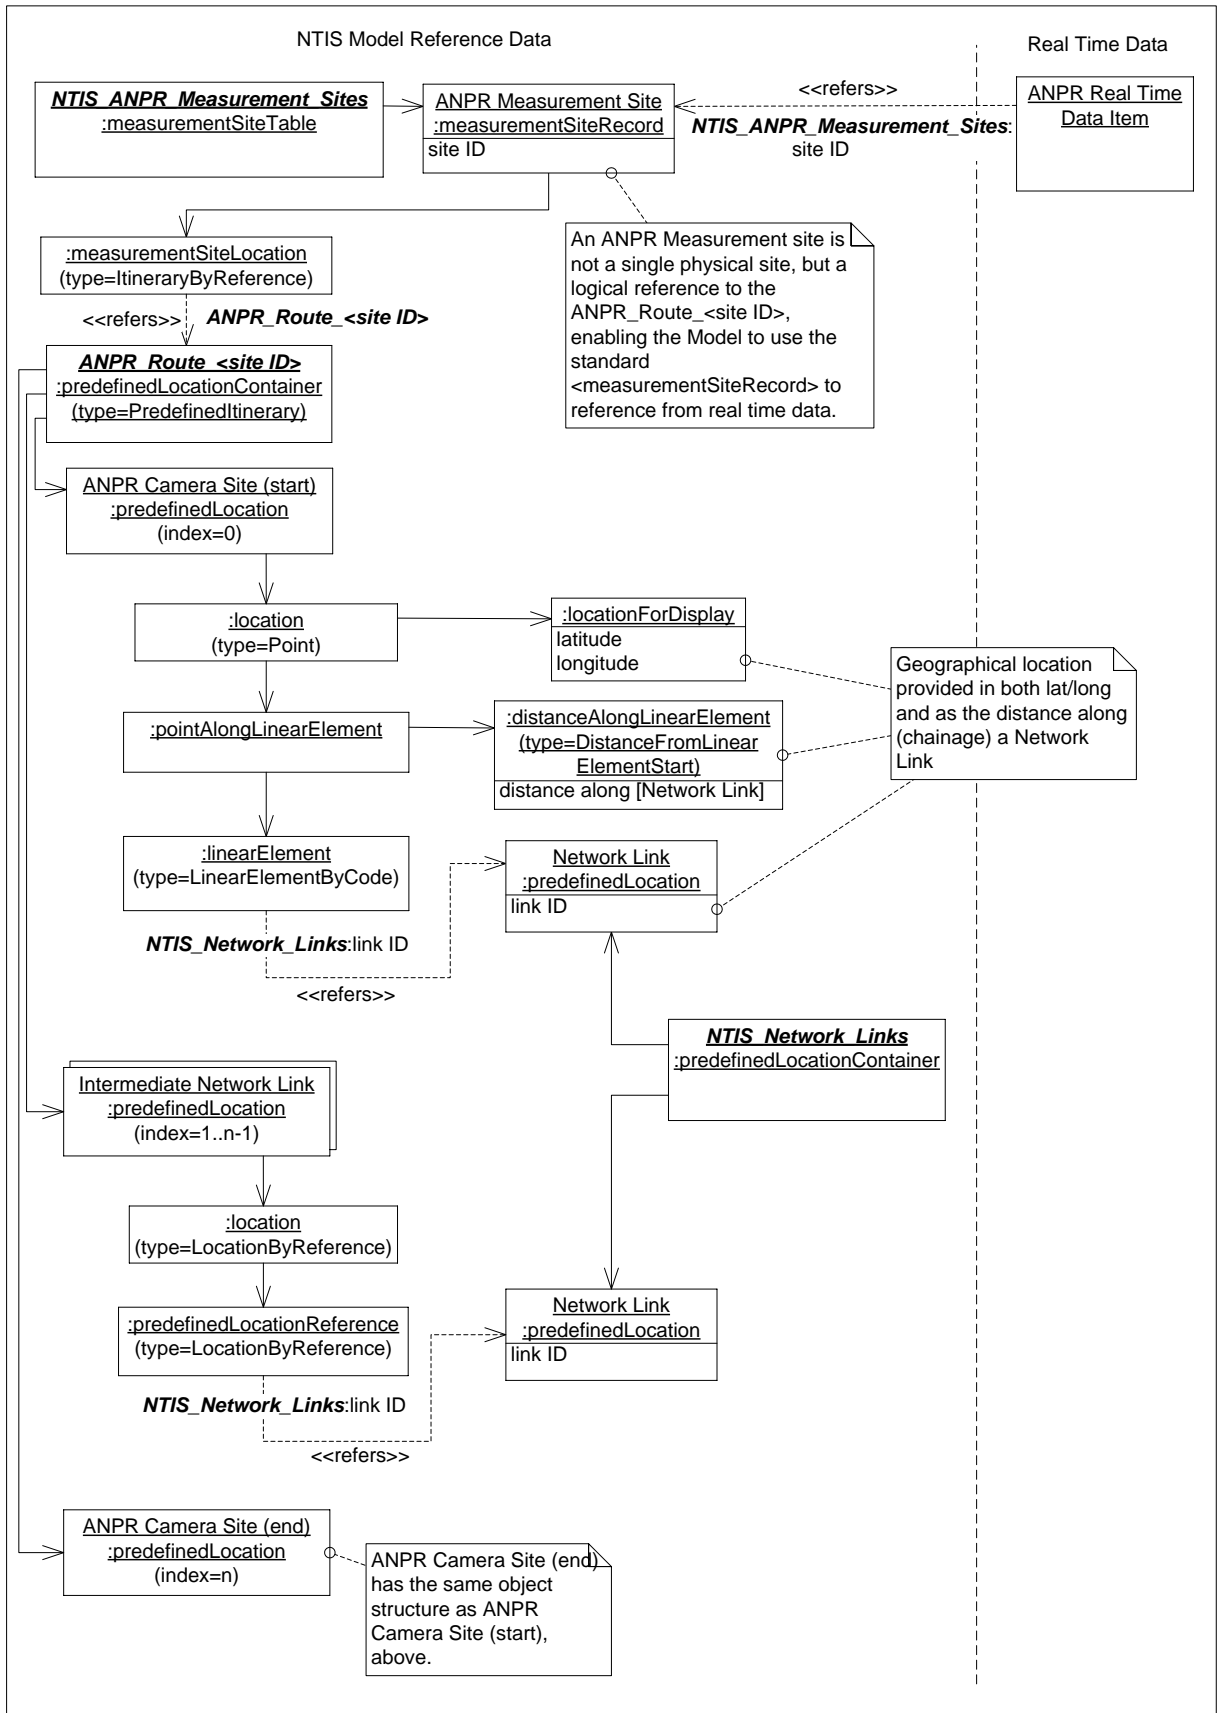 NTIS Model Reference Data
Real Time Data
NTIS_ANPR_Measurement_Sites
:measurementSiteTable
ANPR Measurement Site
:measurementSiteRecord
site ID
<<refers>>
NTIS_ANPR_Measurement_Sites:
site ID
ANPR Real Time
Data Item
:measurementSiteLocation
(type=ItineraryByReference)
An ANPR Measurement site is
not a single physical site, but a
logical reference to the
ANPR_Route_<site ID>,
enabling the Model to use the
standard
<measurementSiteRecord> to
reference from real time data.
<<refers>>
ANPR_Route_<site ID>
ANPR_Route_<site ID>
:predefinedLocationContainer
(type=PredefinedItinerary)
ANPR Camera Site (start)
:predefinedLocation
(index=0)
:location
(type=Point)
:locationForDisplay
latitude
longitude
Geographical location
provided in both lat/long
and as the distance along
(chainage) a Network
Link
:pointAlongLinearElement
:distanceAlongLinearElement
(type=DistanceFromLinear
ElementStart)
distance along [Network Link]
:linearElement
(type=LinearElementByCode)
Network Link
:predefinedLocation
link ID
NTIS_Network_Links:link ID
<<refers>>
NTIS_Network_Links
:predefinedLocationContainer
Intermediate Network Link
:predefinedLocation
(index=1..n-1)
:location
(type=LocationByReference)
:predefinedLocationReference
(type=LocationByReference)
Network Link
:predefinedLocation
link ID
NTIS_Network_Links:link ID
<<refers>>
ANPR Camera Site (end)
:predefinedLocation
(index=n)
ANPR Camera Site (end)
has the same object
structure as ANPR
Camera Site (start),
above.